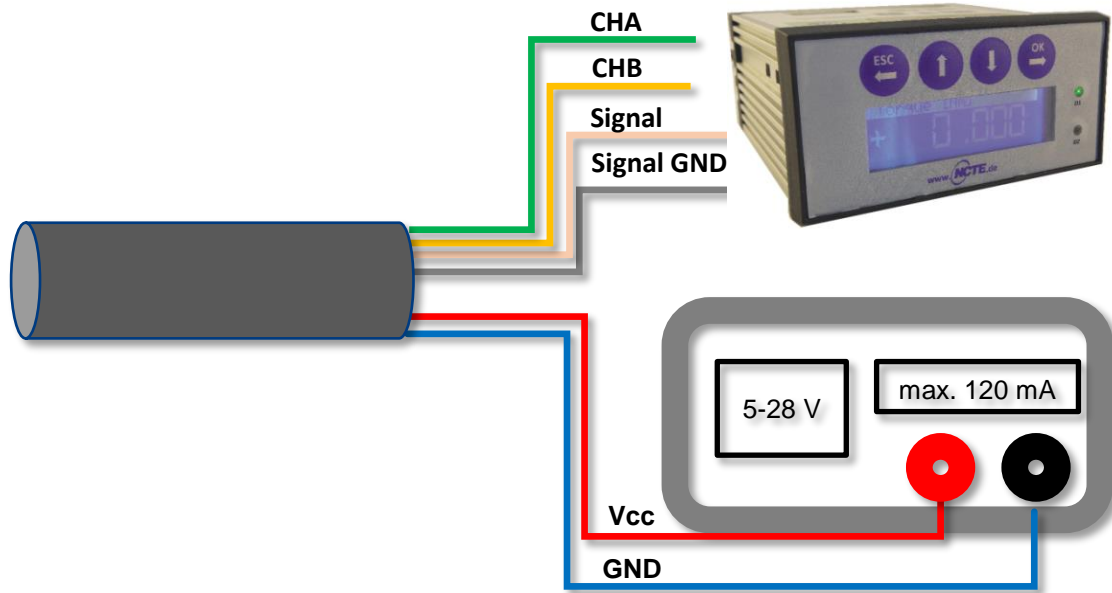 CHA
CHB
Signal
Signal GND
ESC
OK
0.000
www.NCTE.de
5-28 V
max. 120 mA
Vcc
GND